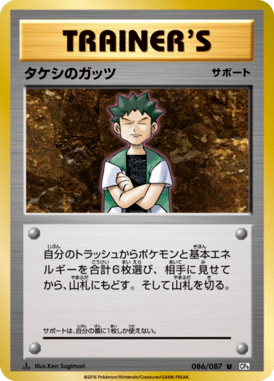 TRAINER'S
タケシのガッツ
サポート
自分のトラッシュからポケモンと基本エネ
ルギーを合計6枚選び、相手に見せて
から、山札にもどす。そして山札を切る。
サポートは、自分の番に1枚しか使えない。
Illus.Ken Sugimori
086/087 U
©2016 Pokémon/Nintendo/Creatures/GAME FREAK.